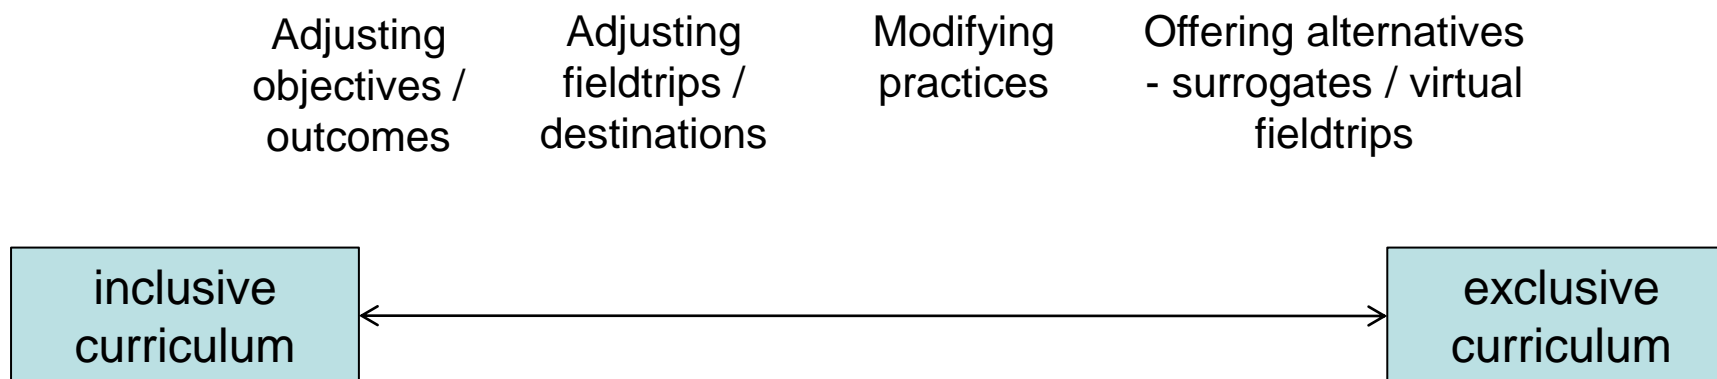 Adjusting
objectives /
outcomes
Adjusting
fieldtrips /
destinations
Modifying
practices
Offering alternatives
- surrogates / virtual
fieldtrips
inclusive
curriculum
exclusive
curriculum